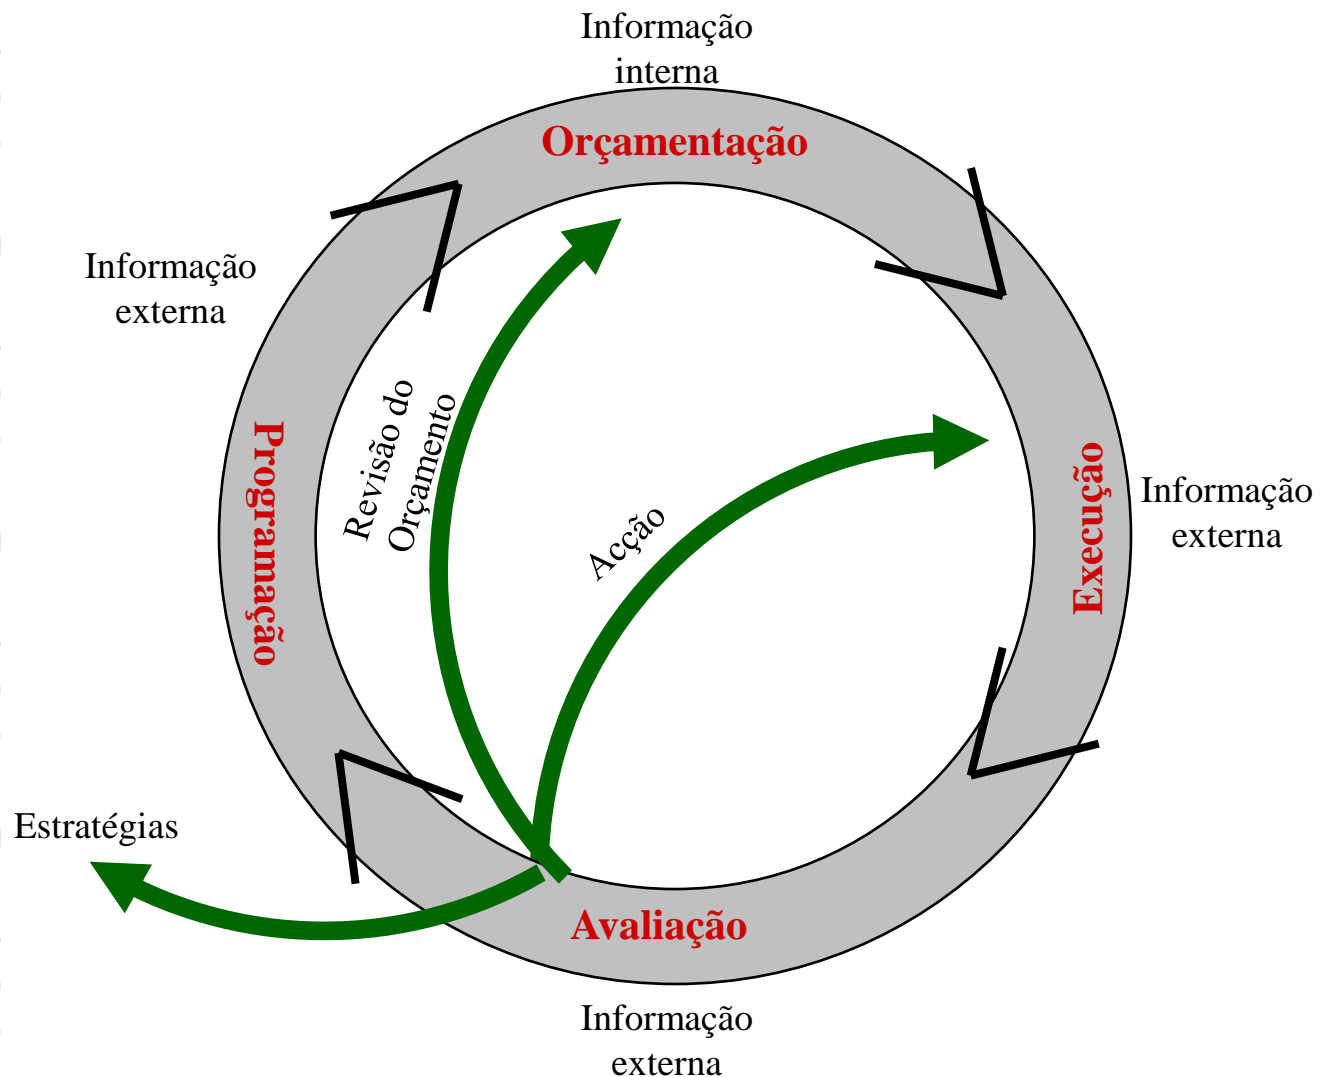 Informação
interna
Orçamentação
Informação
externa
Revisão do
Orçamento
Programação
Acção
Execução
Informação
externa
Estratégias
Avaliação
Informação
externa